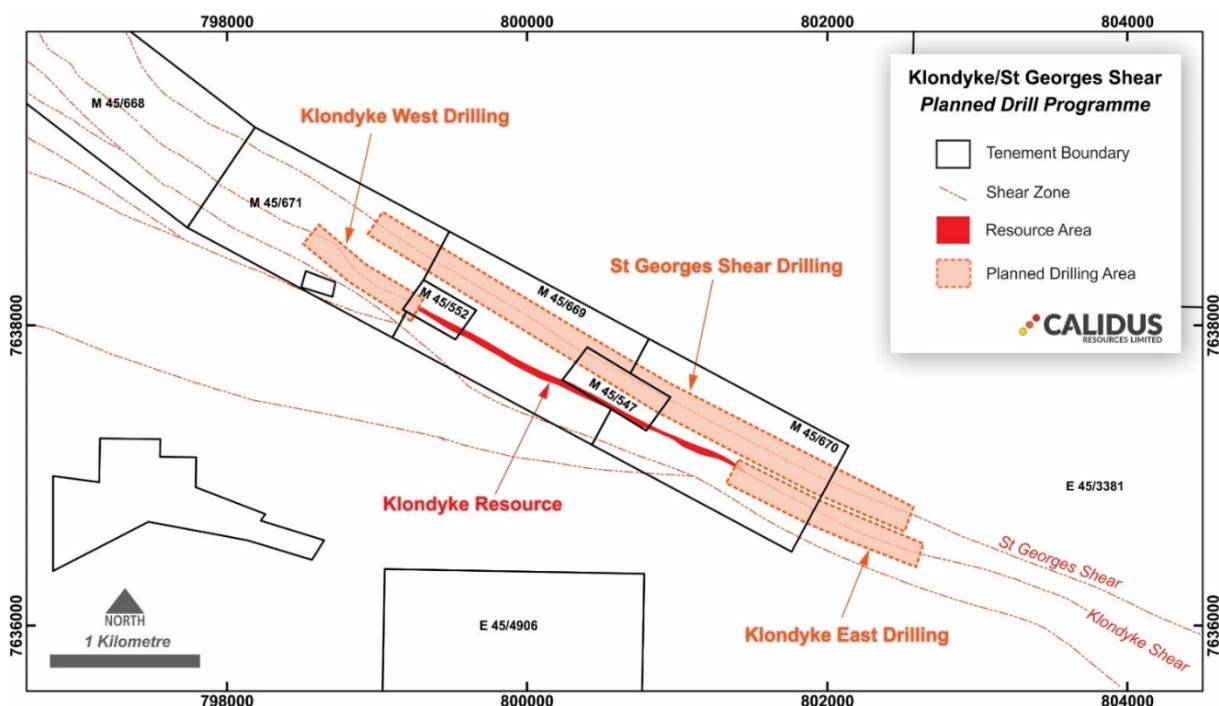 798000
800000
802000
804000
Klondyke/St Georges Shear
Planned Drill Programme
Tenement Boundary
Shear Zone
Resource Area
Planned Drilling Area
CALIDUS
RESOURCES LIMITED
M 45/668
Klondyke West Drilling
M 45/671
St Georges Shear Drilling
M 45/552
M 45/669
7638000
7638000
M 45/547
M 45/670
Klondyke Resource
E 45/3381
St Georges Shear
Klondyke Shear
Klondyke East Drilling
E 45/4906
NORTH
1 Kilometre
7636000
7636000
798000
800000
802000
804000